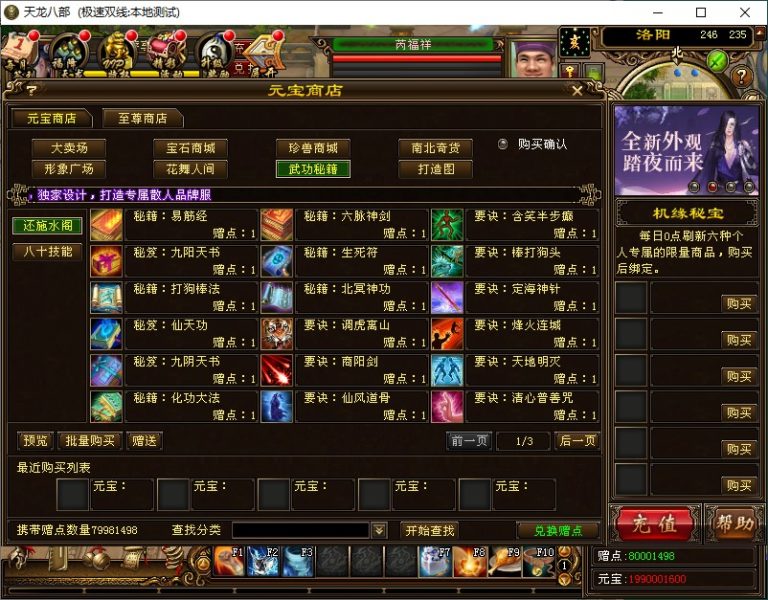 天龙八部 (极速双线:本地测试)
芮福祥
洛阳 246 235
北
元宝商店
元宝商店 至尊商店
大卖场 宝石商城 珍兽商城 南北奇货
购买确认
形象广场 花舞人间 武功秘籍 打造图
，独家设计，打造专属散人品牌服
还施水阁
八十技能
秘籍：易筋经 赠点：1
秘籍：六脉神剑 赠点：1
要诀：含笑半步癫 赠点：1
秘笈：九阳天书 赠点：1
秘籍：生死符 赠点：1
要诀：棒打狗头 赠点：1
秘籍：打狗棒法 赠点：1
秘籍：北冥神功 赠点：1
要诀：定海神针 赠点：1
秘笈：仙天功 赠点：1
要诀：调虎离山 赠点：1
要诀：烽火连城 赠点：1
秘笈：九阴天书 赠点：1
要诀：商阳剑 赠点：1
要诀：天地明灭 赠点：1
秘籍：化功大法 赠点：1
要诀：仙风道骨 赠点：1
要诀：清心普善咒 赠点：1
预览 批量购买 赠送 前一页 1/3 后一页
最近购买列表
元宝： 元宝： 元宝： 元宝： 元宝：
携带赠点数量79981498 查找分类 开始查找 兑换赠点
全新外观
踏夜而来
机缘秘宝
每日0点刷新六种个
人专属的限量商品，购买
后绑定。
购买
购买
购买
购买
购买
购买
充值 帮助
赠点:80001498
元宝:1990001600
F1 F2 F3 F7 F8 F9 F10 1